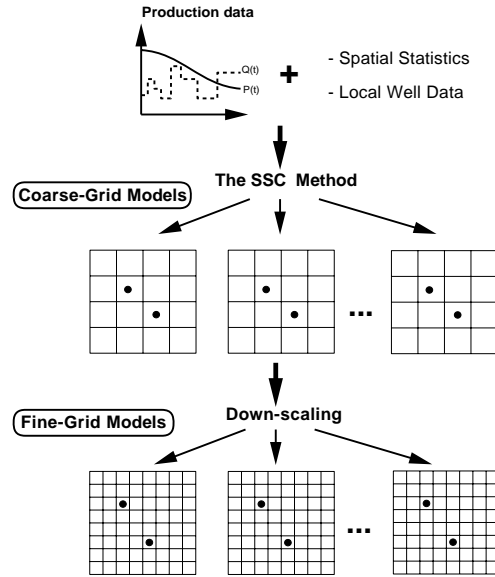 Production data
Q(t)
P(t)
+
- Spatial Statistics
- Local Well Data
The SSC Method
Coarse-Grid Models
...
Down-scaling
Fine-Grid Models
...